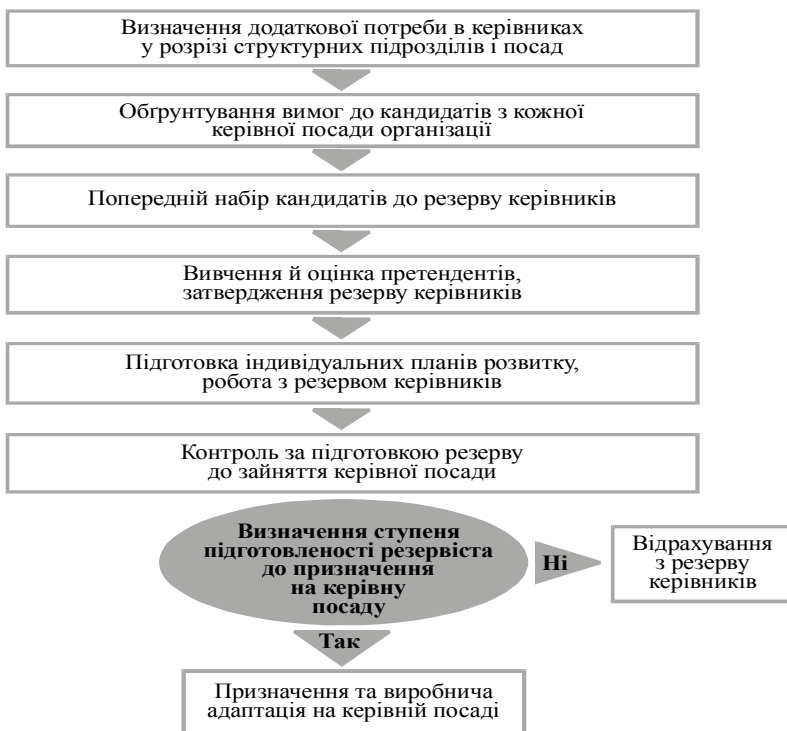 Визначення додаткової потреби в керівниках
у розрізі структурних підрозділів і посад
Обґрунтування вимог до кандидатів з кожної
керівної посади організації
Попередній набір кандидатів до резерву керівників
Вивчення й оцінка претендентів,
затвердження резерву керівників
Підготовка індивідуальних планів розвитку,
робота з резервом керівників
Контроль за підготовкою резерву
до зайняття керівної посади
Визначення ступеня
підготовленості резервіста
до призначення
на керівну
посаду
Ні
Відрахування
з резерву
керівників
Так
Призначення та виробнича
адаптація на керівній посаді